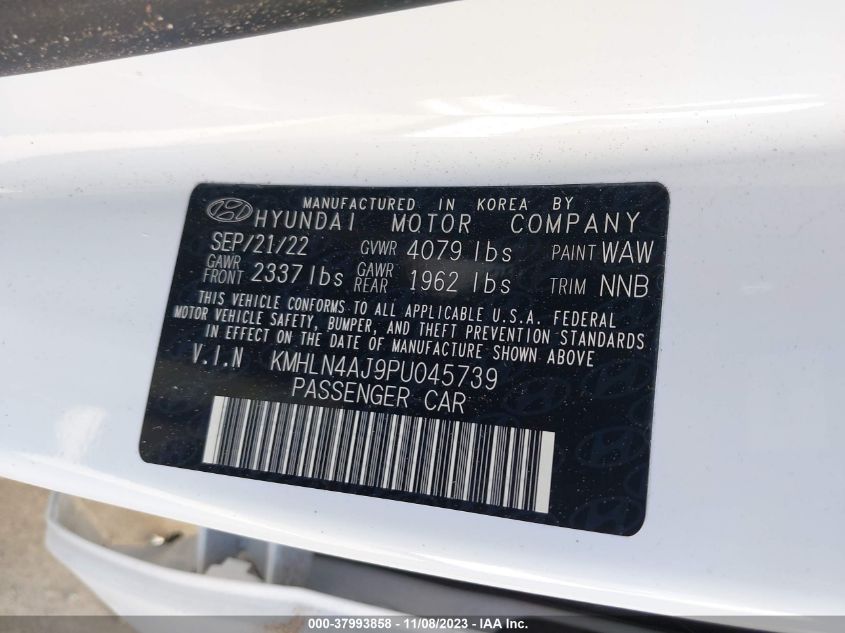 MANUFACTURED IN KOREA BY
HYUNDAI MOTOR COMPANY
SEP/21/22 GVWR 4079 lbs PAINT WAW
GAWR FRONT 2337 lbs GAWR REAR 1962 lbs TRIM NNB
THIS VEHICLE CONFORMS TO ALL APPLICABLE U.S.A. FEDERAL
MOTOR VEHICLE SAFETY, BUMPER, AND THEFT PREVENTION STANDARDS
IN EFFECT ON THE DATE OF MANUFACTURE SHOWN ABOVE.
V.I.N KMHLN4AJ9PU045739
PASSENGER CAR
000-37993858 - 11/08/2023 - IAA Inc.